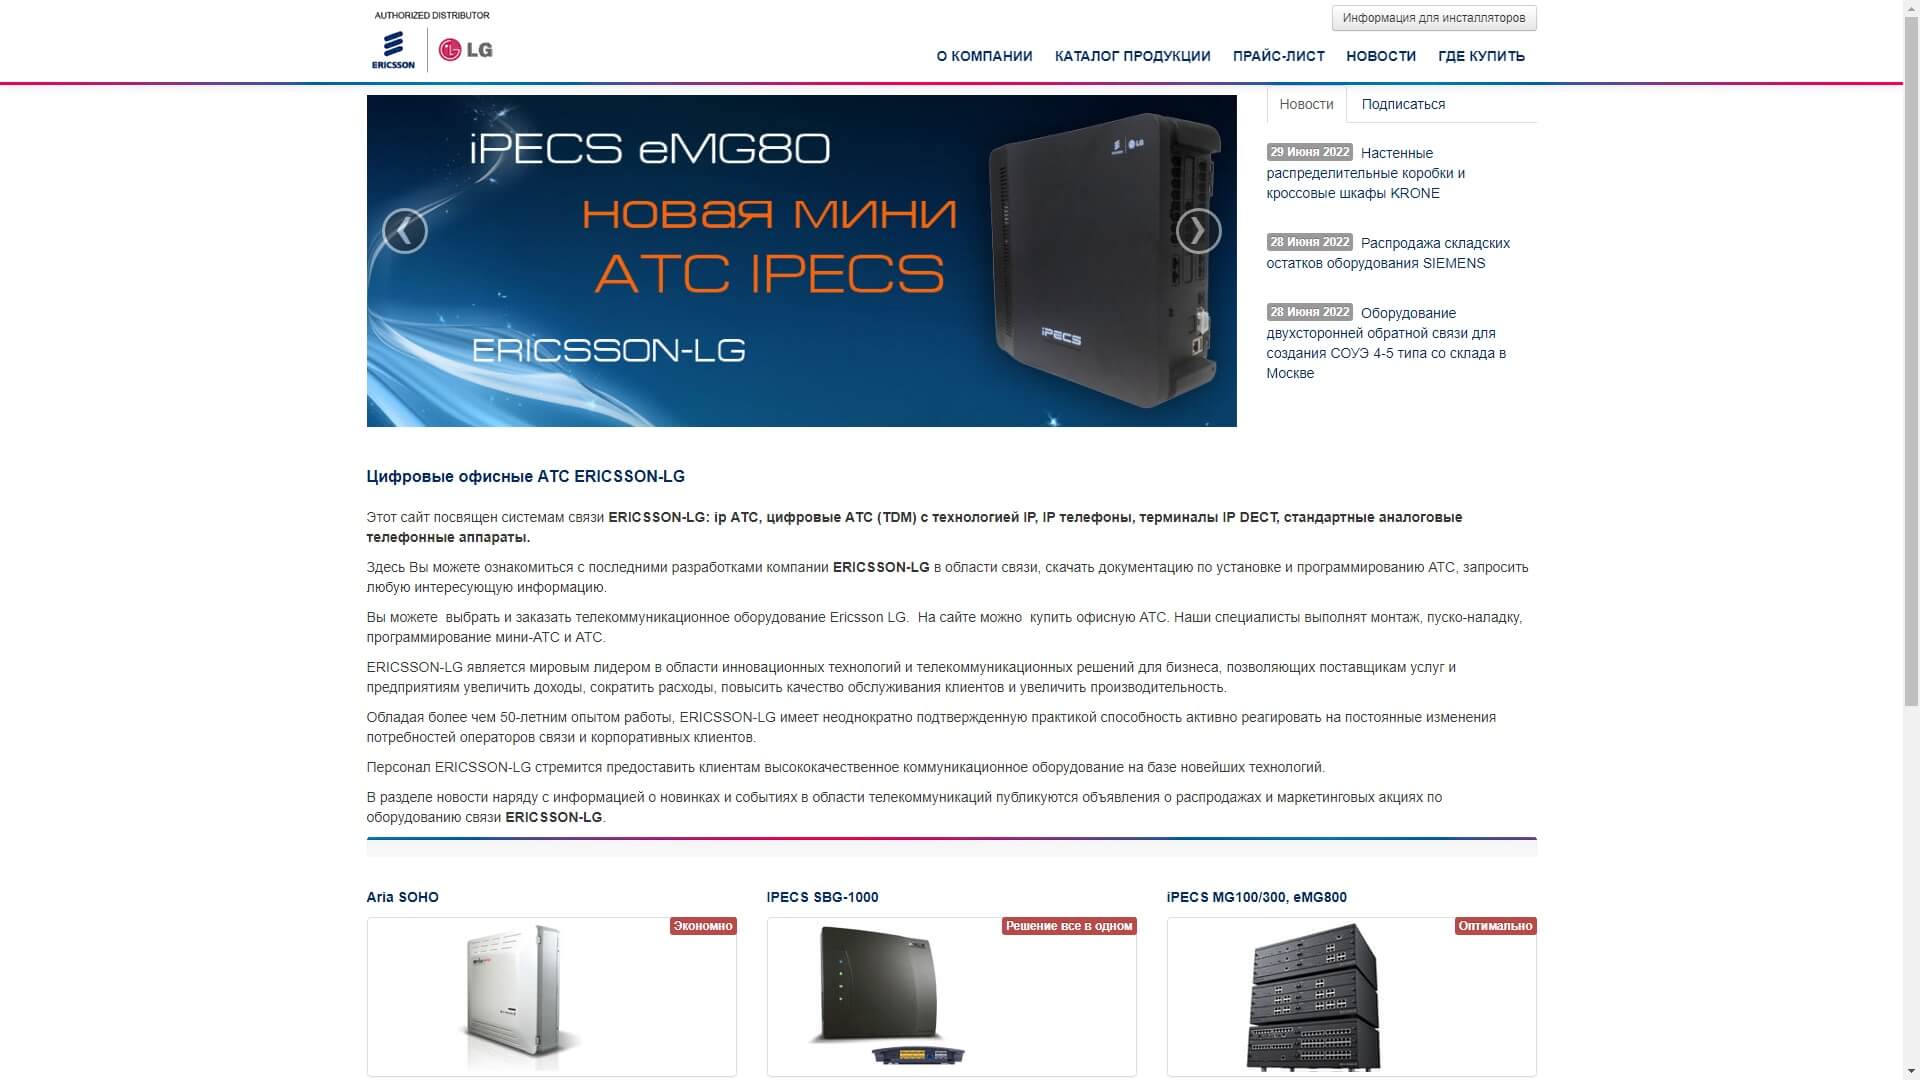 AUTHORIZED DISTRIBUTOR
ERICSSON
LG
Информация для инсталляторов
О КОМПАНИИ
КАТАЛОГ ПРОДУКЦИИ
ПРАЙС-ЛИСТ
НОВОСТИ
ГДЕ КУПИТЬ
iPECS eMG80
НОВАЯ МИНИ
АТС IPECS
ERICSSON-LG
LG
iPECS
Новости
Подписаться
29 Июня 2022 Настенные
распределительные коробки и
кроссовые шкафы KRONE
28 Июня 2022 Распродажа складских
остатков оборудования SIEMENS
28 Июня 2022 Оборудование
двухсторонней обратной связи для
создания СОУЭ 4-5 типа со склада в
Москве
Цифровые офисные АТС ERICSSON-LG
Этот сайт посвящен системам связи ERICSSON-LG: ip АТС, цифровые АТС (TDM) с технологией IP, IP телефоны, терминалы IP DECT, стандартные аналоговые
телефонные аппараты.
Здесь Вы можете ознакомиться с последними разработками компании ERICSSON-LG в области связи, скачать документацию по установке и программированию АТС, запросить
любую интересующую информацию.
Вы можете  выбрать и заказать телекоммуникационное оборудование Ericsson LG.  На сайте можно  купить офисную АТС. Наши специалисты выполнят монтаж, пуско-наладку,
программирование мини-АТС и АТС.
ERICSSON-LG является мировым лидером в области инновационных технологий и телекоммуникационных решений для бизнеса, позволяющих поставщикам услуг и
предприятиям увеличить доходы, сократить расходы, повысить качество обслуживания клиентов и увеличить производительность.
Обладая более чем 50-летним опытом работы, ERICSSON-LG имеет неоднократно подтвержденную практикой способность активно реагировать на постоянные изменения
потребностей операторов связи и корпоративных клиентов.
Персонал ERICSSON-LG стремится предоставить клиентам высококачественное коммуникационное оборудование на базе новейших технологий.
В разделе новости наряду с информацией о новинках и событиях в области телекоммуникаций публикуются объявления о распродажах и маркетинговых акциях по
оборудованию связи ERICSSON-LG.
Aria SOHO
Экономно
IPECS SBG-1000
Решение все в одном
iPECS MG100/300, eMG800
Оптимально